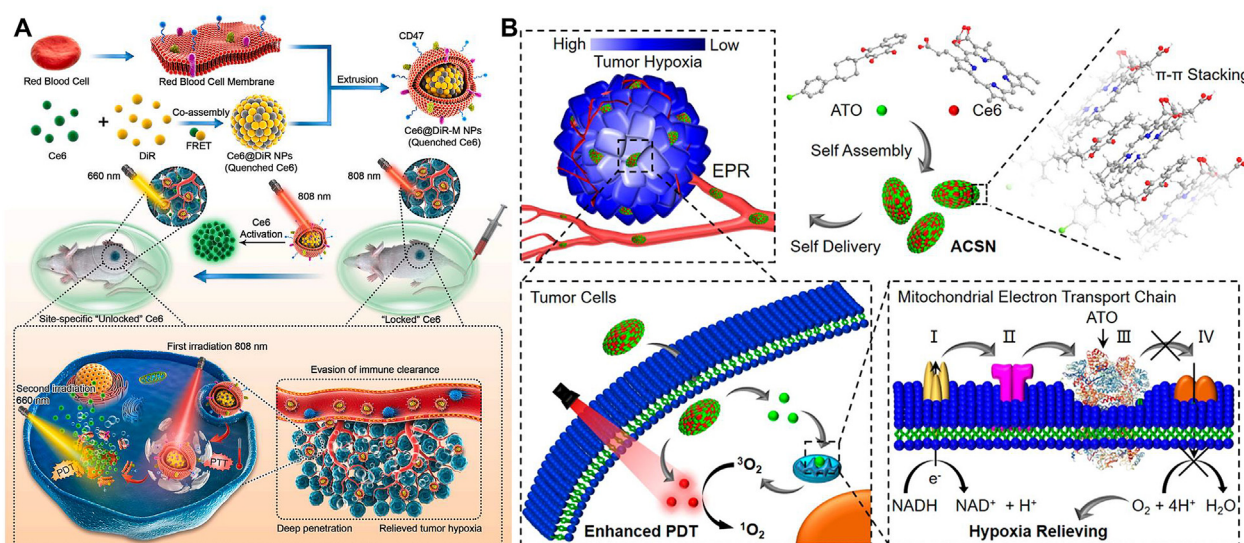 A
Red Blood Cell
Red Blood Cell Membrane
CD47
Extrusion
Ce6
+
DiR
Co-assembly
FRET
Ce6@DiR NPs
(Quenched Ce6)
Ce6@DiR-M NPs
(Quenched Ce6)
660 nm
808 nm
808 nm
Ce6
Activation
Site-specific "Unlocked" Ce6
"Locked" Ce6
First irradiation 808 nm
Second irradiation
660 nm
PDT
PTT
Evasion of immune clearance
Deep penetration
Relieved tumor hypoxia
B
High
Low
Tumor Hypoxia
EPR
ATO
Ce6
π-π Stacking
Self Assembly
Self Delivery
ACSN
Tumor Cells
³O₂
¹O₂
Enhanced PDT
Mitochondrial Electron Transport Chain
ATO
I
II
III
IV
e⁻
NADH
NAD⁺ + H⁺
O₂ + 4H⁺
H₂O
Hypoxia Relieving